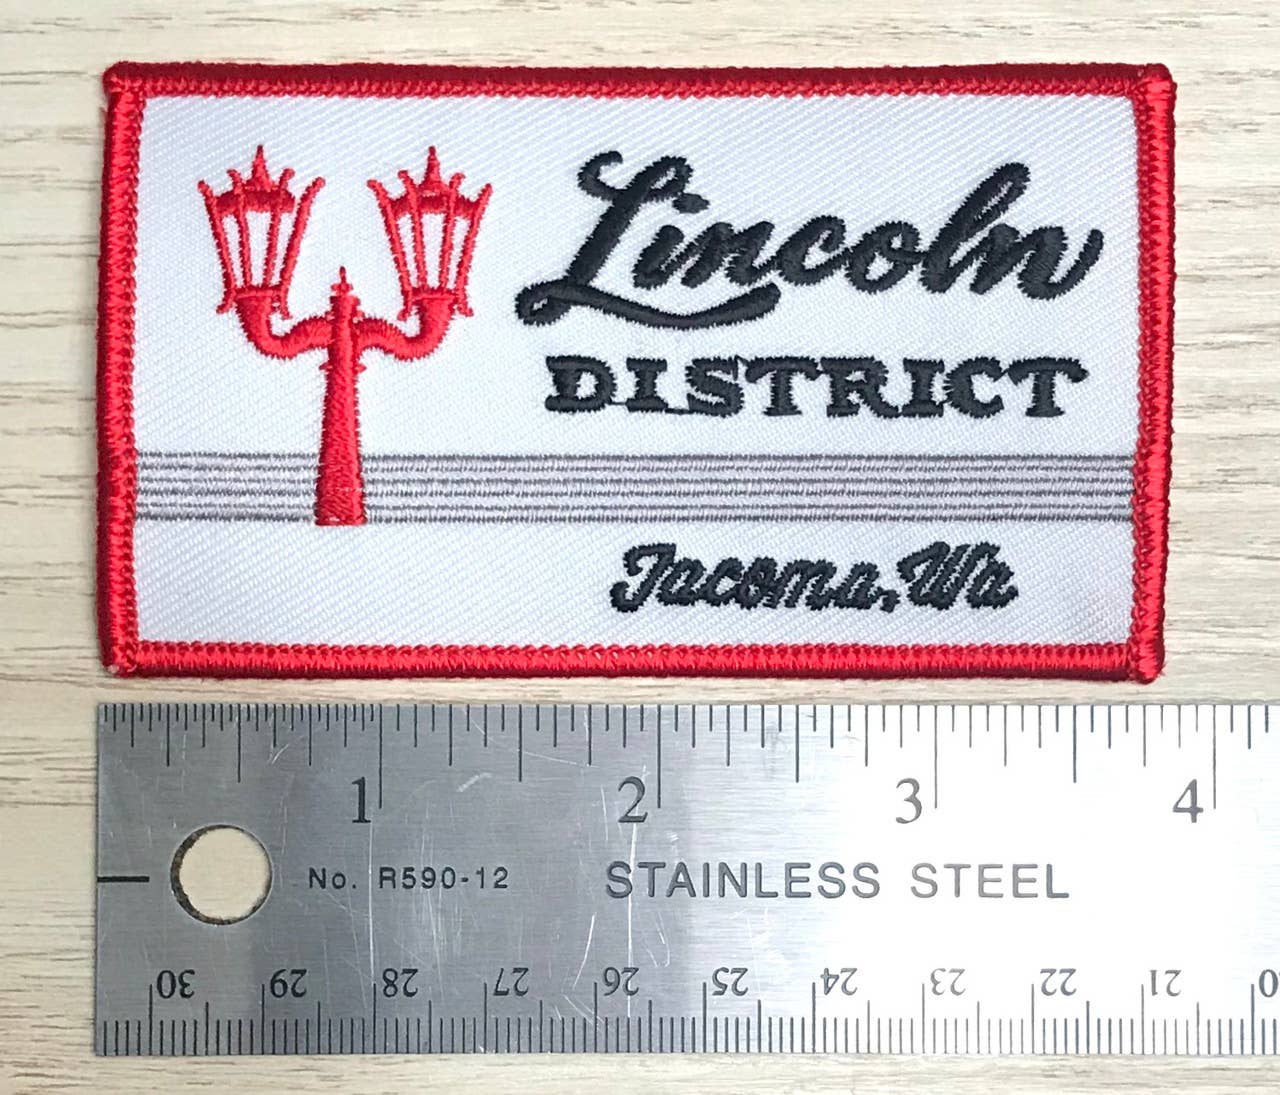 Lincoln
DISTRICT
Tacoma, Wa
1 2 3 4
No. R590-12 STAINLESS STEEL
30 29 28 27 26 25 24 23 22 21